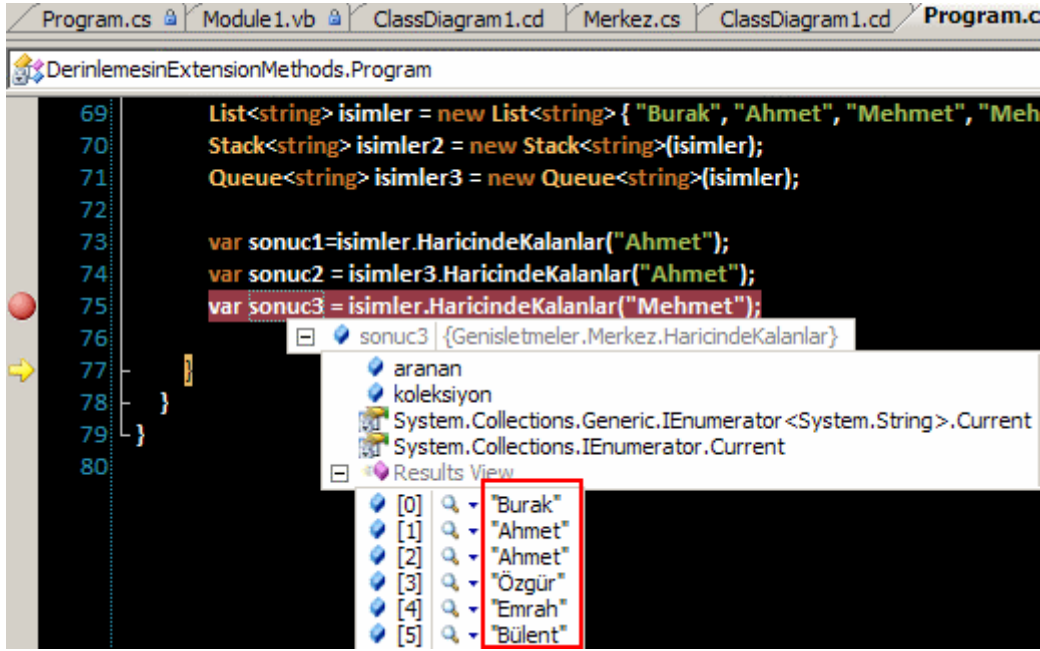 Program.cs Module1.vb ClassDiagram1.cd Merkez.cs ClassDiagram1.cd Program.c
DerinlemesinExtensionMethods.Program
69 List<string> isimler = new List<string> { "Burak", "Ahmet", "Mehmet", "Meh
70 Stack<string> isimler2 = new Stack<string>(isimler);
71 Queue<string> isimler3 = new Queue<string>(isimler);
72
73 var sonuc1=isimler.HaricindeKalanlar("Ahmet");
74 var sonuc2 = isimler3.HaricindeKalanlar("Ahmet");
75 var sonuc3 = isimler.HaricindeKalanlar("Mehmet");
76 sonuc3 {Genisletmeler.Merkez.HaricindeKalanlar}
77 } aranan
78 } koleksiyon
System.Collections.Generic.IEnumerator<System.String>.Current
79 } System.Collections.IEnumerator.Current
80 Results View
[0] "Burak"
[1] "Ahmet"
[2] "Ahmet"
[3] "Özgür"
[4] "Emrah"
[5] "Bülent"